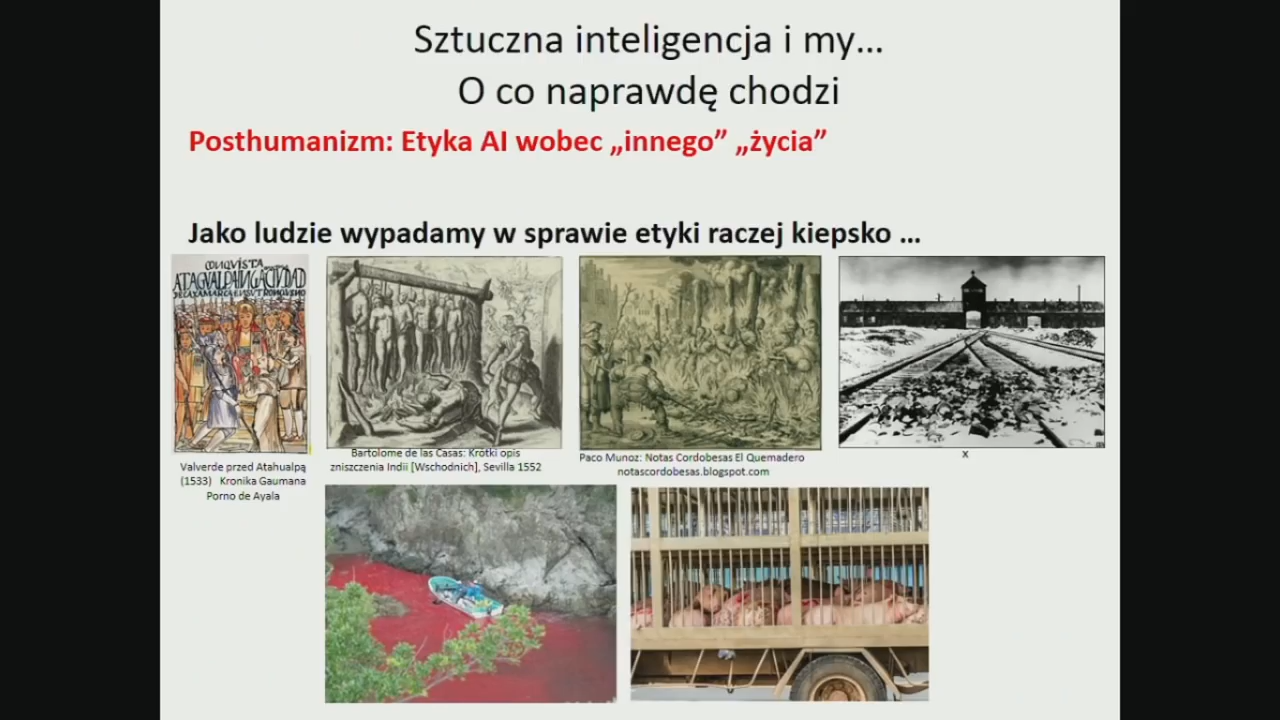 Sztuczna inteligencja i my...
O co naprawdę chodzi
Posthumanizm: Etyka AI wobec „innego” „życia”
Jako ludzie wypadamy w sprawie etyki raczej kiepsko ...
CONQVISTA
Valverde przed Atahualpą
(1533) Kronika Gaumana
Porno de Ayala
Bartolome de las Casas: Krótki opis
zniszczenia Indii [Wschodnich], Sevilla 1552
Paco Munoz: Notas Cordobesas El Quemadero
notascordobesas.blogspot.com
x